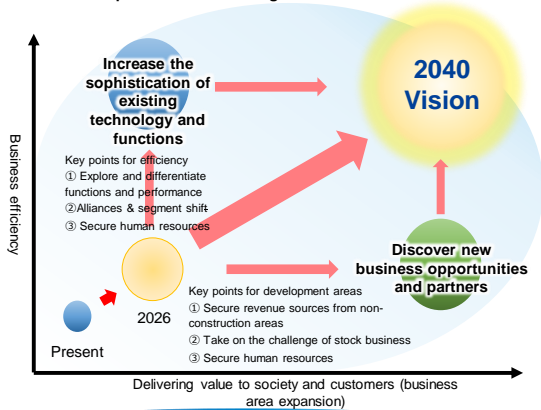 Increase the
sophistication of
existing
technology and
functions
2040
Vision
Key points for efficiency
① Explore and differentiate
functions and performance
②Alliances & segment shift
③ Secure human resources
Business efficiency
Discover new
business opportunities
and partners
Key points for development areas
① Secure revenue sources from non-
construction areas
② Take on the challenge of stock business
③ Secure human resources
2026
Present
Delivering value to society and customers (business
area expansion)